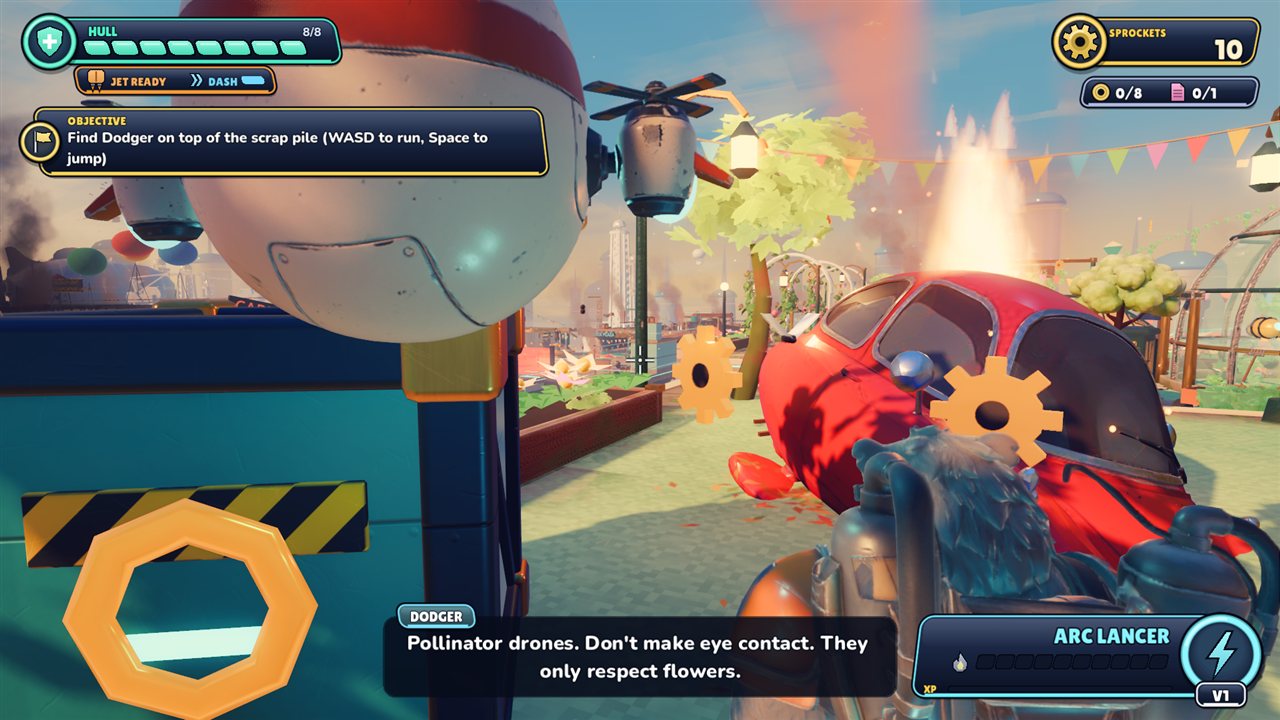 HULL 8/8
JET READY DASH
OBJECTIVE
Find Dodger on top of the scrap pile (WASD to run, Space to
jump)
SPROCKETS
10
0/8 0/1
DODGER
Pollinator drones. Don't make eye contact. They
only respect flowers.
ARC LANCER
XP
V1